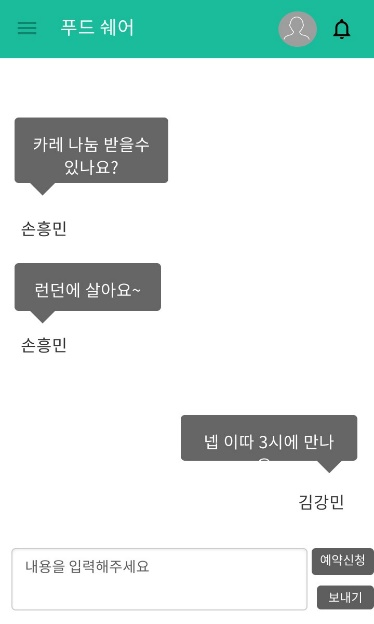 푸드 쉐어
카레 나눔 받을수
있나요?
손흥민
런던에 살아요~
손흥민
넵 이따 3시에 만나
김강민
내용을 입력해주세요
예약신청
보내기